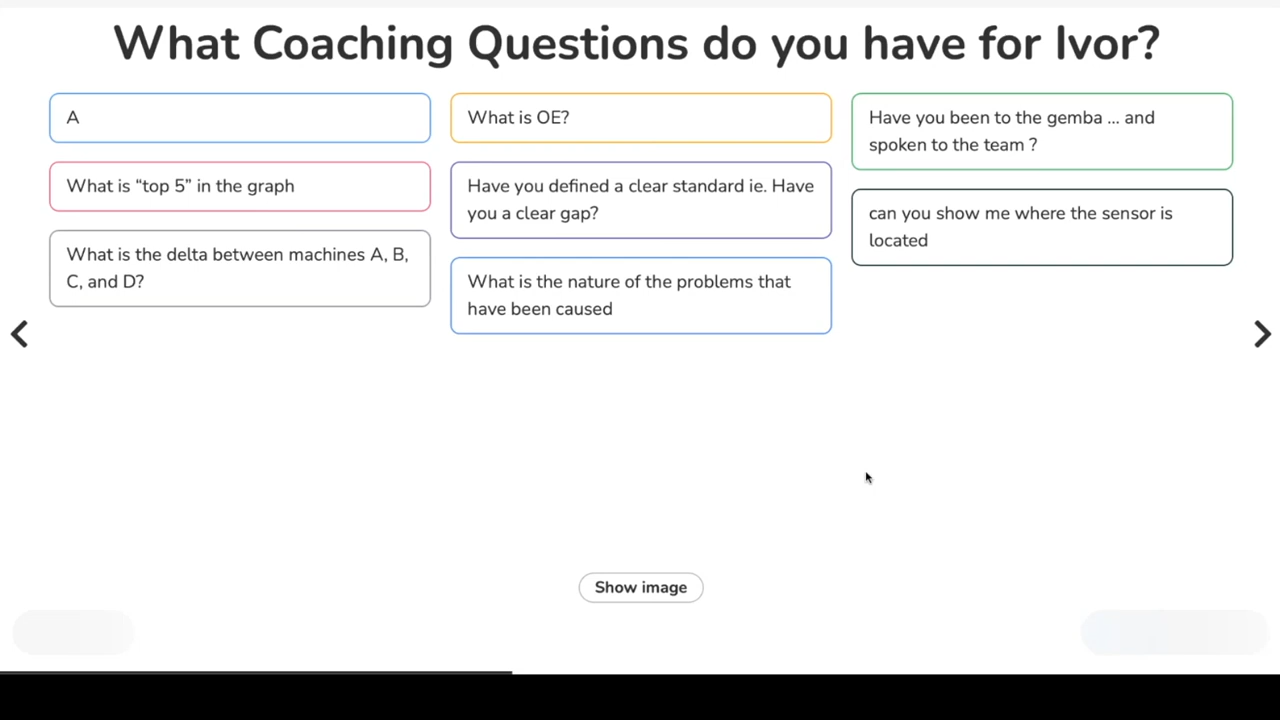 What Coaching Questions do you have for Ivor?
A
What is “top 5” in the graph
What is the delta between machines A, B,
C, and D?
What is OE?
Have you defined a clear standard ie. Have
you a clear gap?
What is the nature of the problems that
have been caused
Have you been to the gemba ... and
spoken to the team ?
can you show me where the sensor is
located
Show image